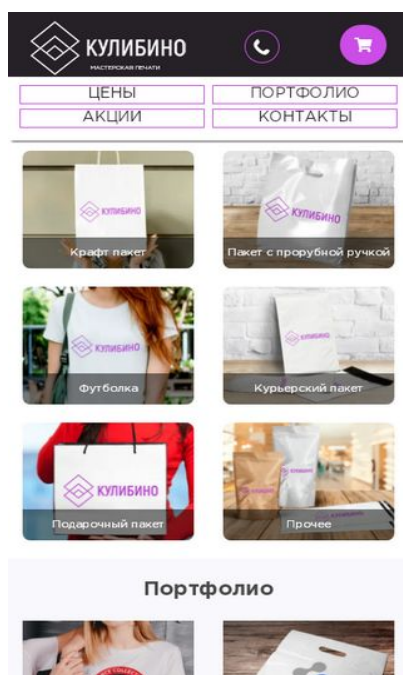 КУЛИБИНО
МАСТЕРСКАЯ ПЕЧАТИ
ЦЕНЫ
ПОРТФОЛИО
АКЦИИ
КОНТАКТЫ
КУЛИБИНО
Крафт пакет
КУЛИБИНО
Пакет с прорубной ручкой
КУЛИБИНО
Футболка
КУЛИБИНО
Курьерский пакет
КУЛИБИНО
Подарочный пакет
Прочее
Портфолио